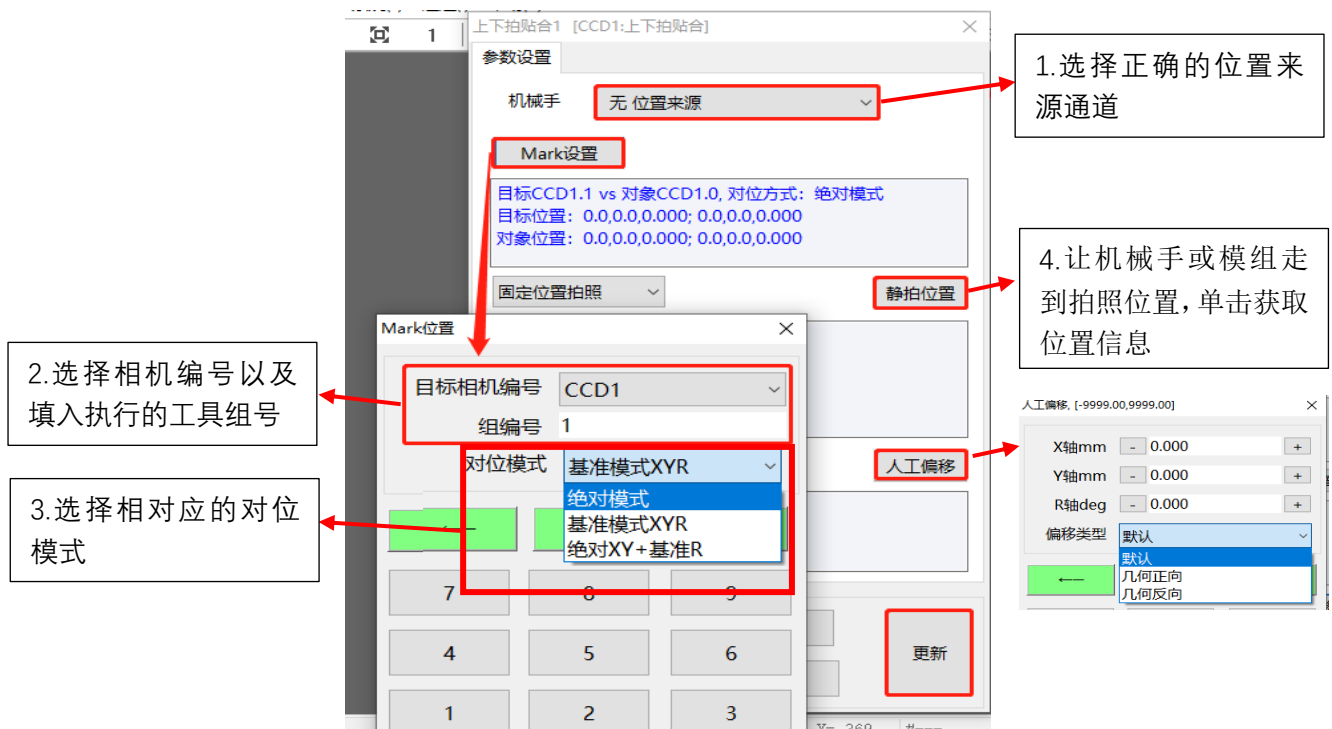 1
上下拍贴合1 [CCD1:上下拍贴合]
参数设置
机械手
无 位置来源
Mark设置
目标CCD1.1 vs 对象CCD1.0, 对位方式：绝对模式
目标位置：0.0,0.0,0.000; 0.0,0.0,0.000
对象位置：0.0,0.0,0.000; 0.0,0.0,0.000
固定位置拍照
静拍位置
人工偏移
更新
Mark位置
目标相机编号
CCD1
组编号
1
对位模式
基准模式XYR
绝对模式
基准模式XYR
绝对XY+基准R
7
8
9
4
5
6
1
2
3
1.选择正确的位置来
源通道
2.选择相机编号以及
填入执行的工具组号
3.选择相对应的对位
模式
4.让机械手或模组走
到拍照位置，单击获取
位置信息
人工偏移, [-9999.00,9999.00]
X轴mm - 0.000 +
Y轴mm - 0.000 +
R轴deg - 0.000 +
偏移类型
默认
默认
几何正向
几何反向